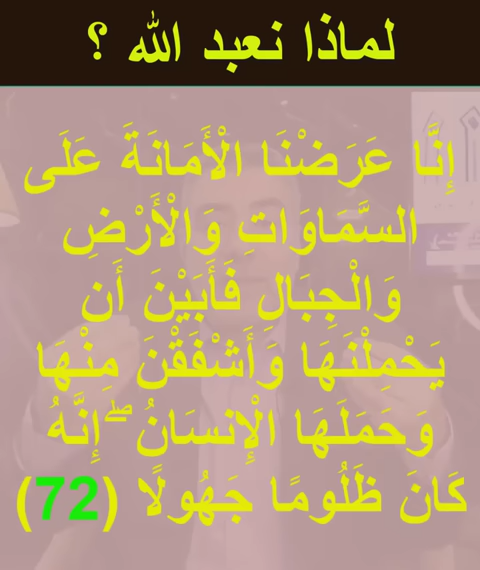 لماذا نعبد الله ؟
إِنَّا عَرَضْنَا الْأَمَانَةَ عَلَى
السَّمَاوَاتِ وَالْأَرْضِ
وَالْجِبَالِ فَأَبَيْنَ أَن
يَحْمِلْنَهَا وَأَشْفَقْنَ مِنْهَا
وَحَمَلَهَا الْإِنسَانُ ۖ إِنَّهُ
كَانَ ظَلُومًا جَهُولًا (72)